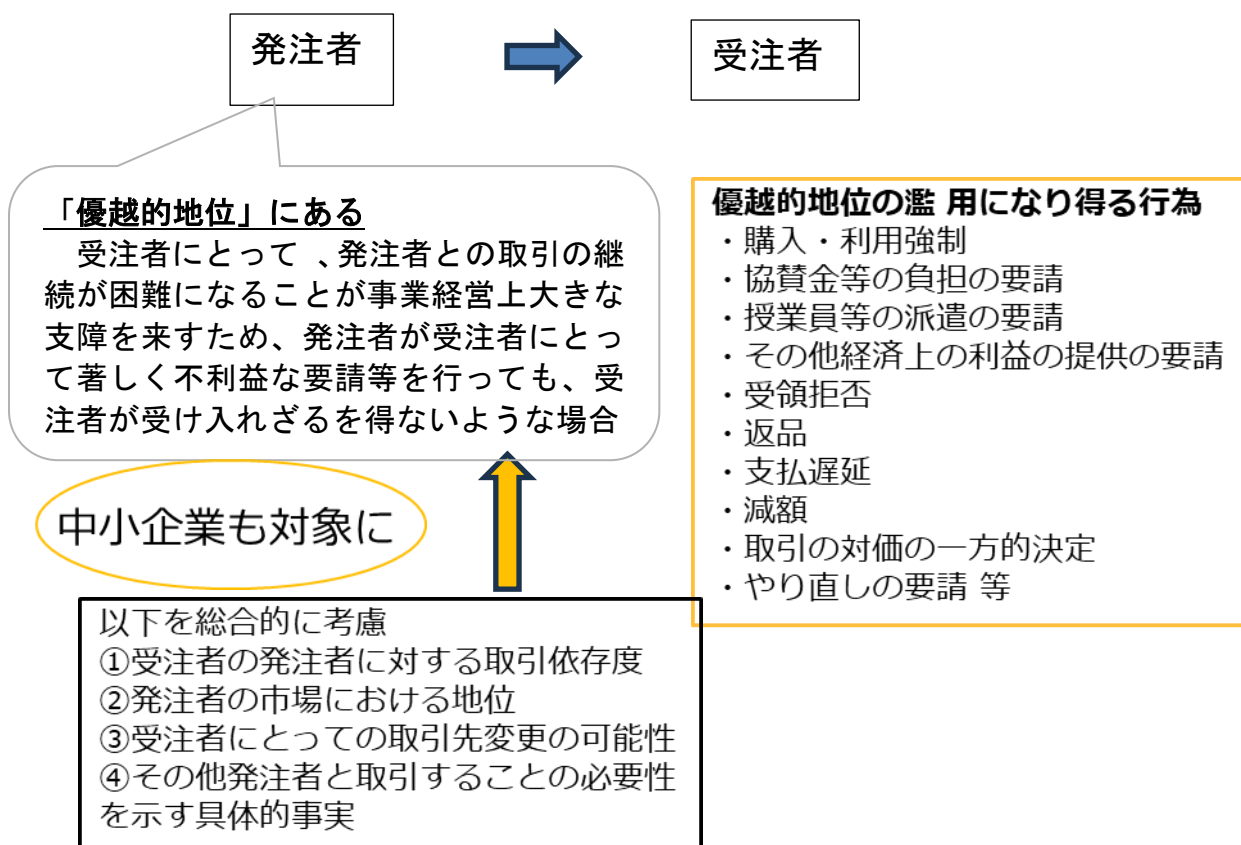 発注者
受注者
「優越的地位」にある
受注者にとって 、発注者との取引の継
続が困難になることが事業経営上大きな
支障を来すため、発注者が受注者にとっ
て著しく不利益な要請等を行っても、受
注者が受け入れざるを得ないような場合
中小企業も対象に
以下を総合的に考慮
①受注者の発注者に対する取引依存度
②発注者の市場における地位
③受注者にとっての取引先変更の可能性
④その他発注者と取引することの必要性
を示す具体的事実
優越的地位の濫 用になり得る行為
・購入・利用強制
・協賛金等の負担の要請
・授業員等の派遣の要請
・その他経済上の利益の提供の要請
・受領拒否
・返品
・支払遅延
・減額
・取引の対価の一方的決定
・やり直しの要請 等